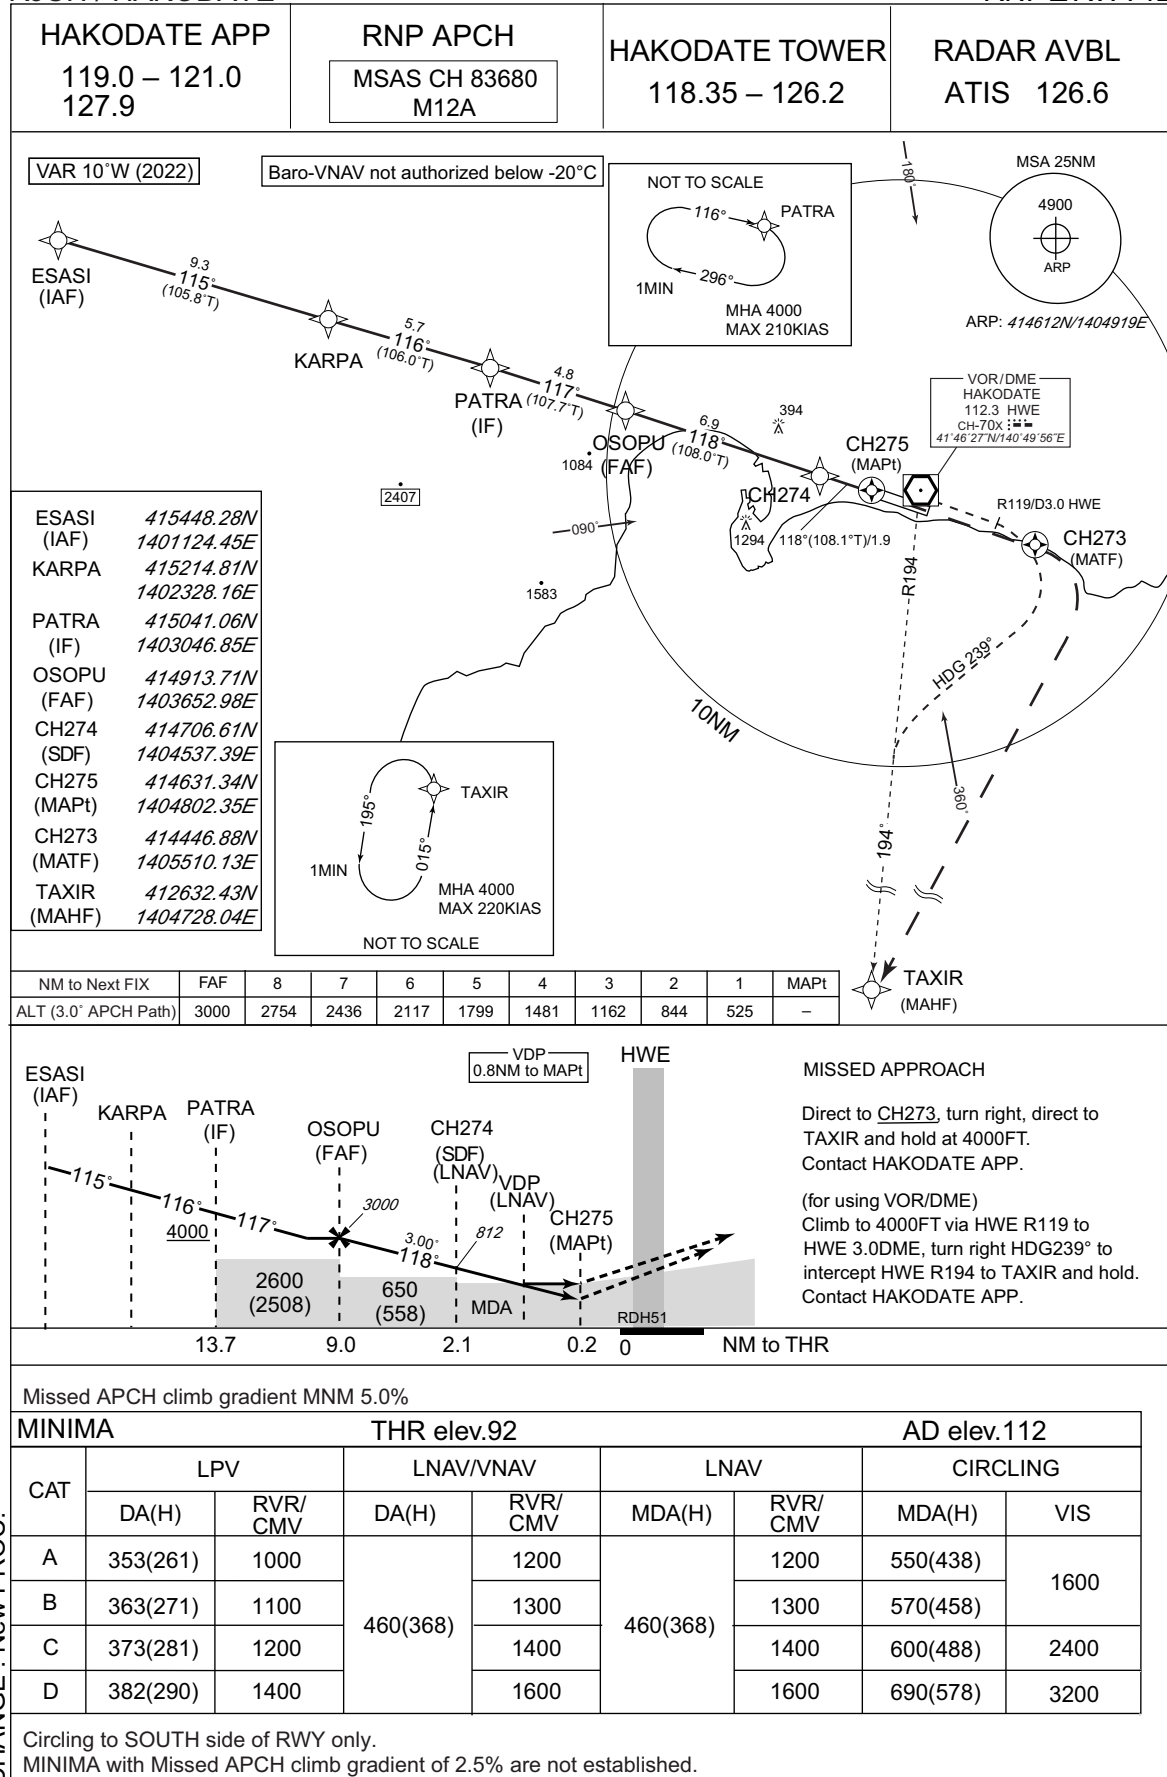 HAKODATE APP
119.0 – 121.0
127.9
RNP APCH
MSAS CH 83680
M12A
HAKODATE TOWER
118.35 – 126.2
RADAR AVBL
ATIS 126.6
VAR 10˚W (2022)
Baro-VNAV not authorized below -20°C
NOT TO SCALE
116°
PATRA
296°
1MIN
MHA 4000
MAX 210KIAS
180°
MSA 25NM
4900
ARP
ARP: 414612N/1404919E
ESASI
(IAF)
9.3
115°
(105.8˚T)
KARPA
5.7
116°
(106.0˚T)
PATRA
(IF)
4.8
117°
(107.7˚T)
OSOPU
(FAF)
6.9
118°
(108.0˚T)
394
1084
2407
1583
1294
090°
CH274
118°(108.1°T)/1.9
CH275
(MAPt)
VOR/DME
HAKODATE
112.3 HWE
CH-70X
41˚46´27˝N/140˚49´56˝E
R119/D3.0 HWE
CH273
(MATF)
R194
HDG 239°
10NM
360°
194°
TAXIR
(MAHF)
ESASI 415448.28N
(IAF) 1401124.45E
KARPA 415214.81N
1402328.16E
PATRA 415041.06N
(IF) 1403046.85E
OSOPU 414913.71N
(FAF) 1403652.98E
CH274 414706.61N
(SDF) 1404537.39E
CH275 414631.34N
(MAPt) 1404802.35E
CH273 414446.88N
(MATF) 1405510.13E
TAXIR 412632.43N
(MAHF) 1404728.04E
195°
TAXIR
015°
1MIN
MHA 4000
MAX 220KIAS
NOT TO SCALE
NM to Next FIX FAF 8 7 6 5 4 3 2 1 MAPt
ALT (3.0˚ APCH Path) 3000 2754 2436 2117 1799 1481 1162 844 525 –
VDP
0.8NM to MAPt
HWE
ESASI
(IAF)
KARPA
PATRA
(IF)
OSOPU
(FAF)
CH274
(SDF)
(LNAV)
VDP
(LNAV)
CH275
(MAPt)
115°
116°
4000
117°
3000
3.00°
118°
812
2600
(2508)
650
(558)
MDA
RDH51
13.7 9.0 2.1 0.2 0 NM to THR
MISSED APPROACH
Direct to CH273, turn right, direct to
TAXIR and hold at 4000FT.
Contact HAKODATE APP.
(for using VOR/DME)
Climb to 4000FT via HWE R119 to
HWE 3.0DME, turn right HDG239° to
intercept HWE R194 to TAXIR and hold.
Contact HAKODATE APP.
Missed APCH climb gradient MNM 5.0%
MINIMA THR elev.92 AD elev.112
CAT LPV LNAV/VNAV LNAV CIRCLING
DA(H) RVR/CMV DA(H) RVR/CMV MDA(H) RVR/CMV MDA(H) VIS
A 353(261) 1000 460(368) 1200 460(368) 1200 550(438) 1600
B 363(271) 1100 1300 1300 570(458)
C 373(281) 1200 1400 1400 600(488) 2400
D 382(290) 1400 1600 1600 690(578) 3200
Circling to SOUTH side of RWY only.
MINIMA with Missed APCH climb gradient of 2.5% are not established.